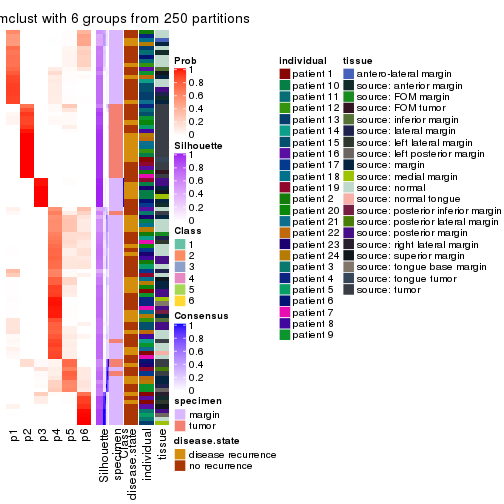 mclust with 6 groups from 250 partitions
Prob
1
0.8
0.6
0.4
0.2
0
Silhouette
1
0.8
0.6
0.4
0.2
0
Class
1
2
3
4
5
6
Consensus
1
0.8
0.6
0.4
0.2
0
specimen
margin
tumor
disease.state
disease recurrence
no recurrence
individual
patient 1
patient 10
patient 11
patient 12
patient 13
patient 14
patient 15
patient 16
patient 17
patient 18
patient 19
patient 2
patient 20
patient 21
patient 22
patient 23
patient 24
patient 3
patient 4
patient 5
patient 6
patient 7
patient 8
patient 9
tissue
antero-lateral margin
source: anterior margin
source: FOM margin
source: FOM tumor
source: inferior margin
source: lateral margin
source: left lateral margin
source: left posterior margin
source: margin
source: medial margin
source: normal
source: normal tongue
source: posterior inferior margin
source: posterior lateral margin
source: posterior margin
source: right lateral margin
source: superior margin
source: tongue base margin
source: tongue tumor
source: tumor
p1
p2
p3
p4
p5
p6
Silhouette
specimen
Class
disease.state
individual
tissue